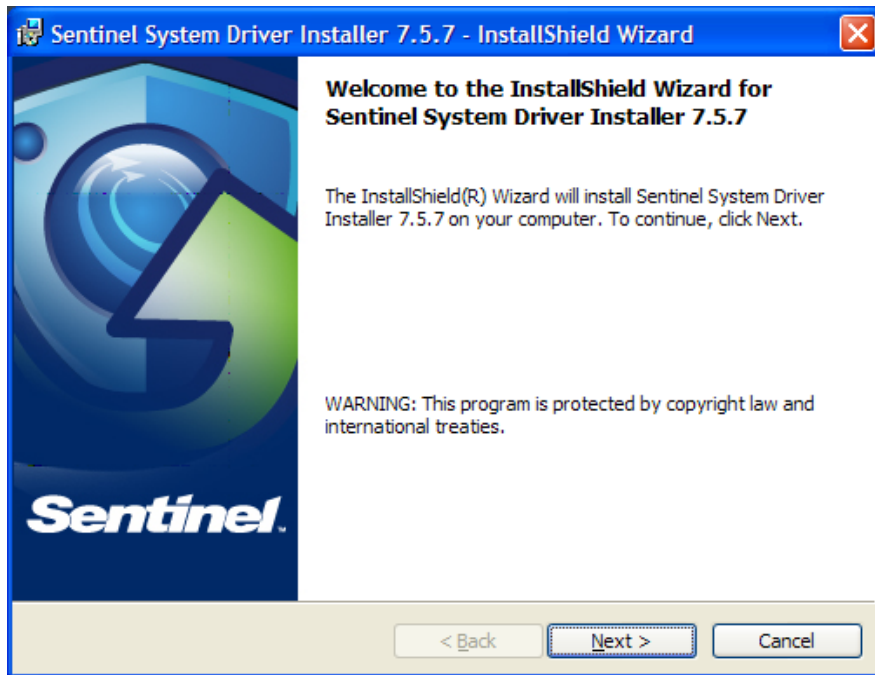 Sentinel System Driver Installer 7.5.7 - InstallShield Wizard
Welcome to the InstallShield Wizard for
Sentinel System Driver Installer 7.5.7
The InstallShield(R) Wizard will install Sentinel System Driver
Installer 7.5.7 on your computer. To continue, click Next.
WARNING: This program is protected by copyright law and
international treaties.
Sentinel™
< Back
Next >
Cancel